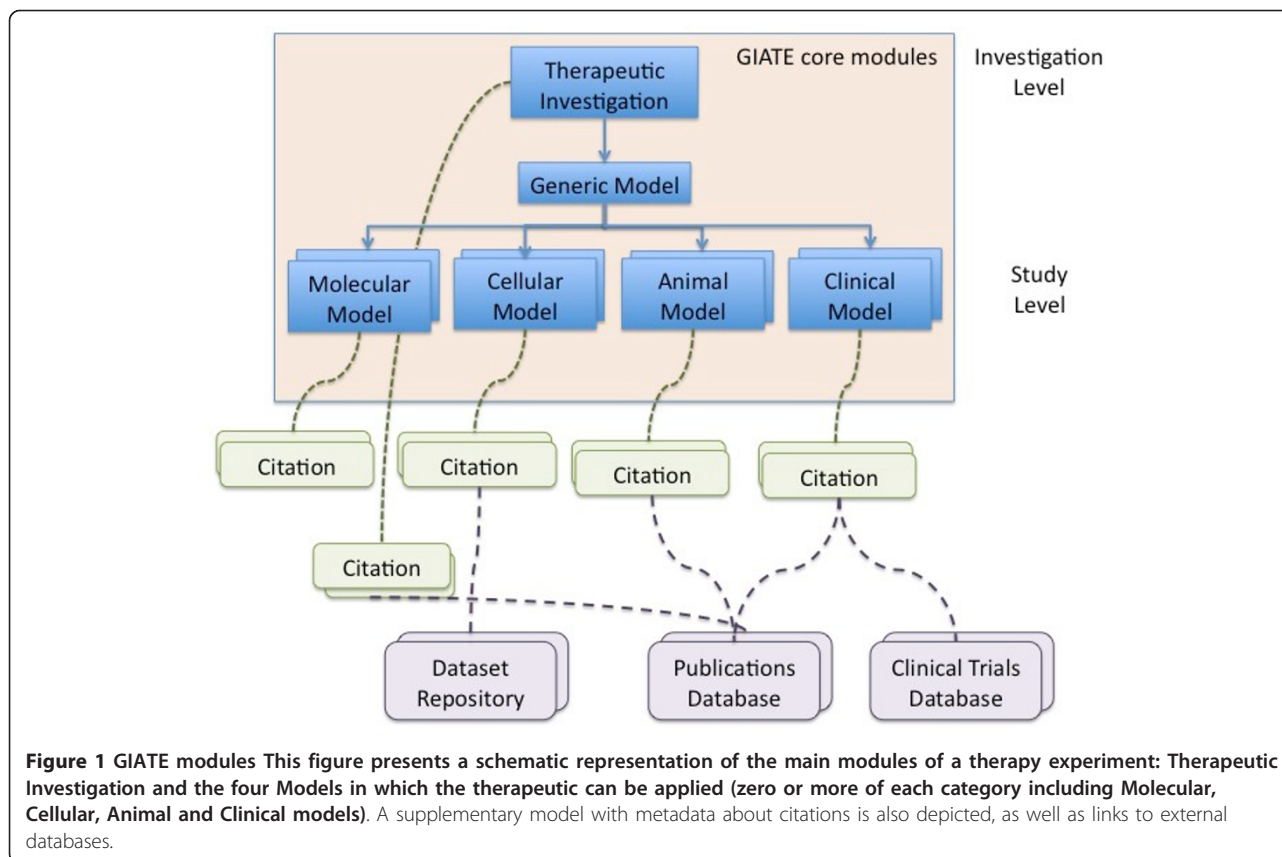 GIATE core modules
Investigation
Level
Therapeutic
Investigation
Generic Model
Molecular
Model
Cellular
Model
Animal
Model
Clinical
Model
Study
Level
Citation
Citation
Citation
Citation
Citation
Dataset
Repository
Publications
Database
Clinical Trials
Database
Figure 1 GIATE modules This figure presents a schematic representation of the main modules of a therapy experiment: Therapeutic
Investigation and the four Models in which the therapeutic can be applied (zero or more of each category including Molecular,
Cellular, Animal and Clinical models). A supplementary model with metadata about citations is also depicted, as well as links to external
databases.